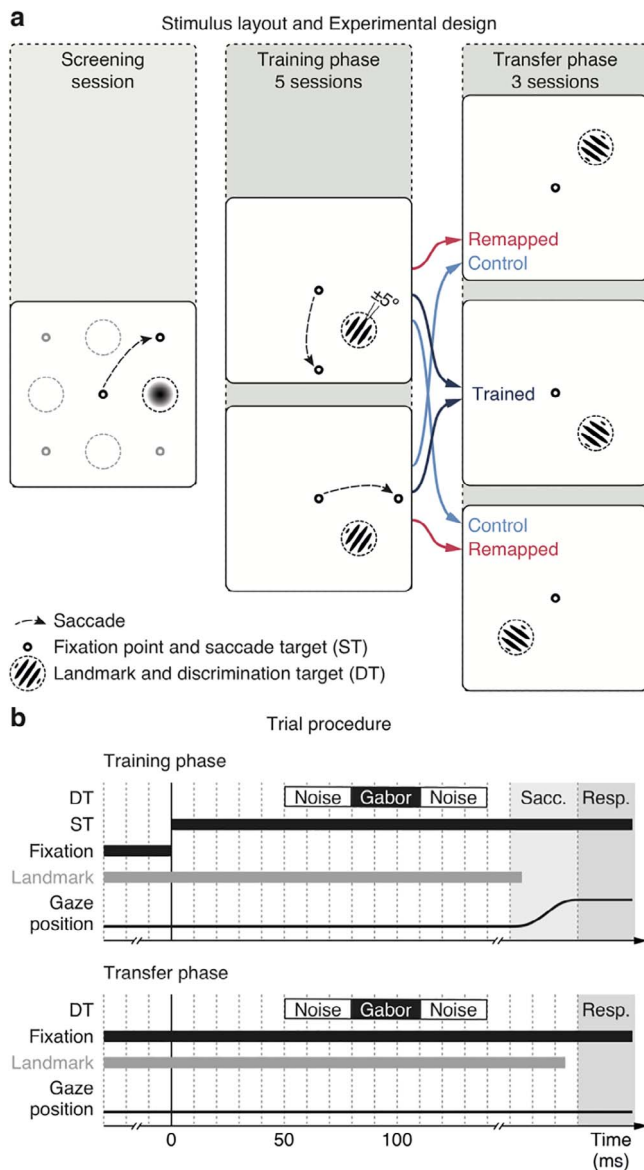 a
Stimulus layout and Experimental design
Screening
session
Training phase
5 sessions
Transfer phase
3 sessions
±5°
Remapped
Control
Trained
Control
Remapped
Saccade
Fixation point and saccade target (ST)
Landmark and discrimination target (DT)
b
Trial procedure
Training phase
DT Noise Gabor Noise Sacc. Resp.
ST
Fixation
Landmark
Gaze
position
Transfer phase
DT Noise Gabor Noise Resp.
Fixation
Landmark
Gaze
position
0 50 100 Time
(ms)